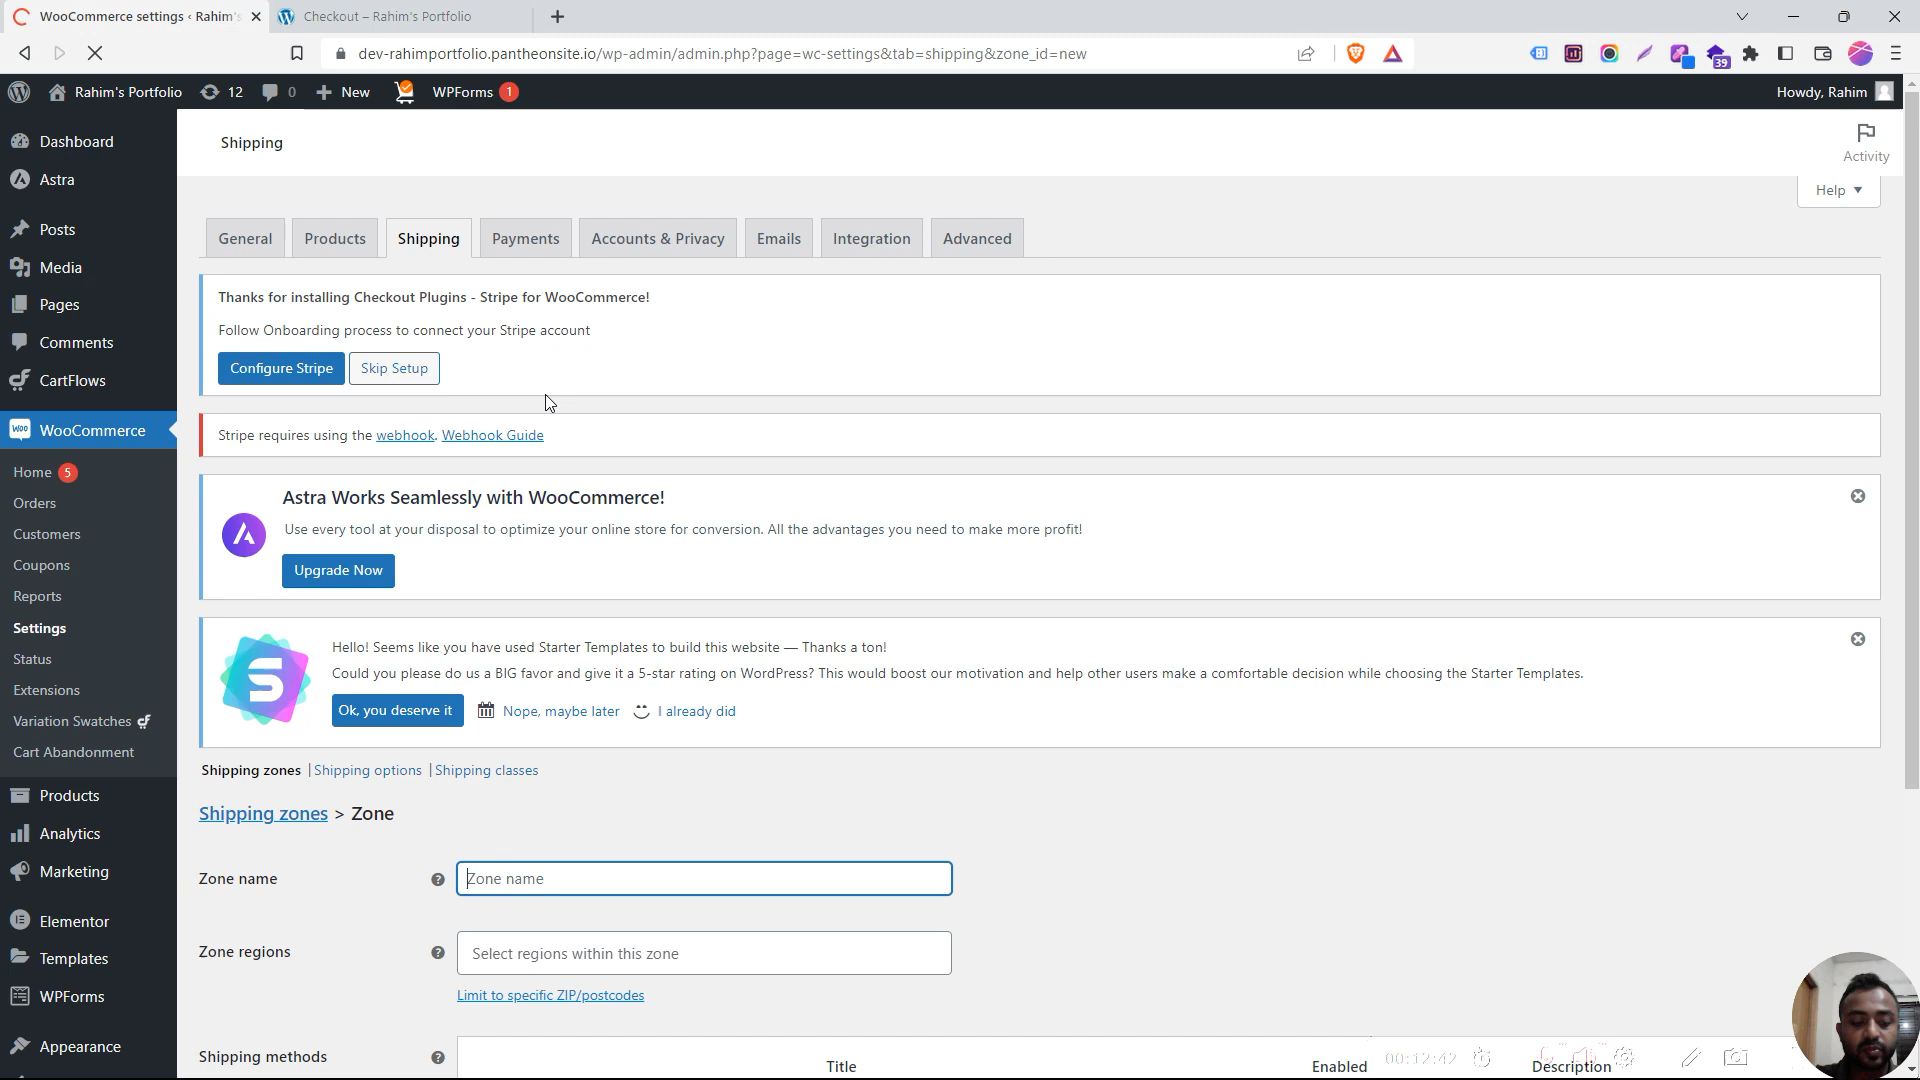 WooCommerce settings ‹ Rahim's
Checkout – Rahim's Portfolio
dev-rahimportfolio.pantheonsite.io/wp-admin/admin.php?page=wc-settings&tab=shipping&zone_id=new
39
Rahim's Portfolio 12 0 New WPForms 1 Howdy, Rahim
Dashboard
Astra
Posts
Media
Pages
Comments
CartFlows
WooCommerce
Home 5
Orders
Customers
Coupons
Reports
Settings
Status
Extensions
Variation Swatches
Cart Abandonment
Products
Analytics
Marketing
Elementor
Templates
WPForms
Appearance
Shipping
Activity
Help
General Products Shipping Payments Accounts & Privacy Emails Integration Advanced
Thanks for installing Checkout Plugins - Stripe for WooCommerce!
Follow Onboarding process to connect your Stripe account
Configure Stripe Skip Setup
Stripe requires using the webhook. Webhook Guide
Astra Works Seamlessly with WooCommerce!
Use every tool at your disposal to optimize your online store for conversion. All the advantages you need to make more profit!
Upgrade Now
Hello! Seems like you have used Starter Templates to build this website — Thanks a ton!
Could you please do us a BIG favor and give it a 5-star rating on WordPress? This would boost our motivation and help other users make a comfortable decision while choosing the Starter Templates.
Ok, you deserve it Nope, maybe later I already did
Shipping zones | Shipping options | Shipping classes
Shipping zones > Zone
Zone name Zone name
Zone regions Select regions within this zone
Limit to specific ZIP/postcodes
Shipping methods
Title Enabled Description
00:12:42